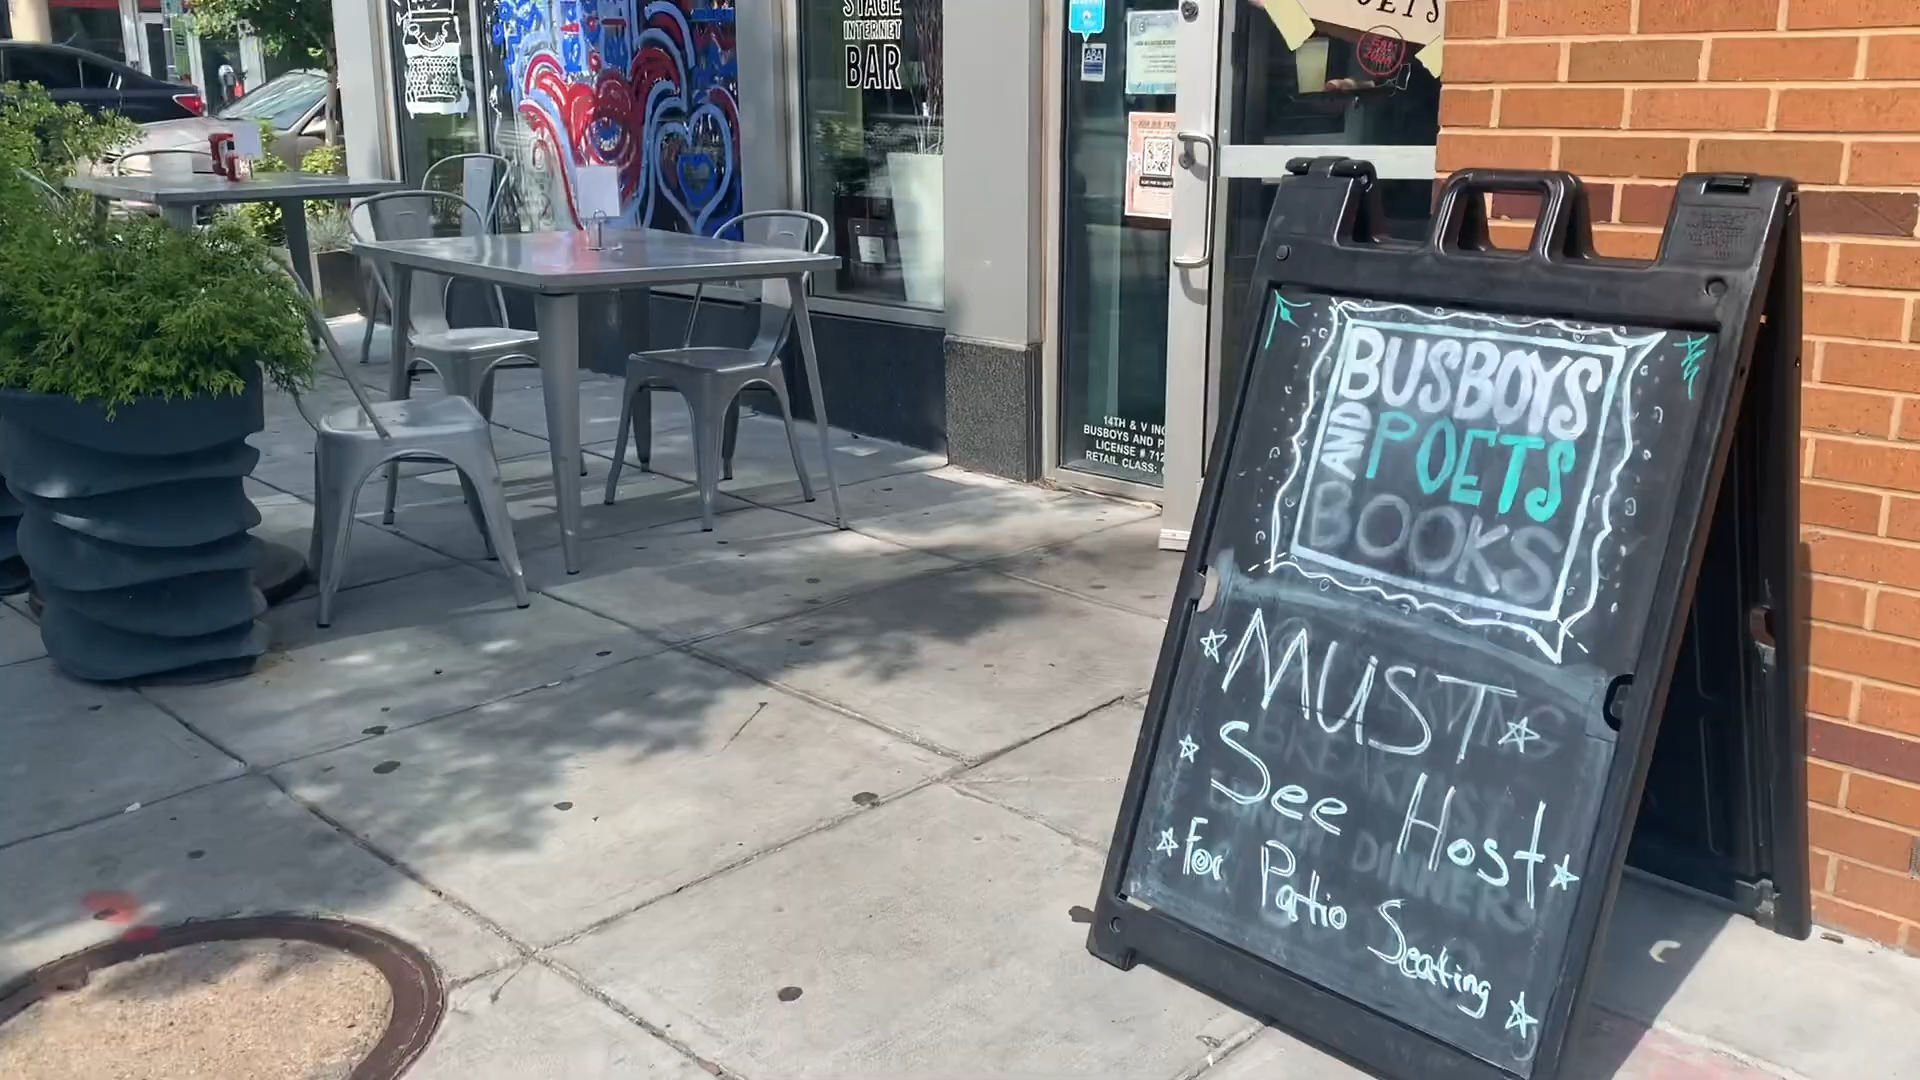 STAGE
INTERNET
BAR
OETS
14TH & V INC
BUSBOYS AND P
LICENSE # 712
RETAIL CLASS:
BUSBOYS
AND POETS
BOOKS
MUST
See Host
For Patio Seating